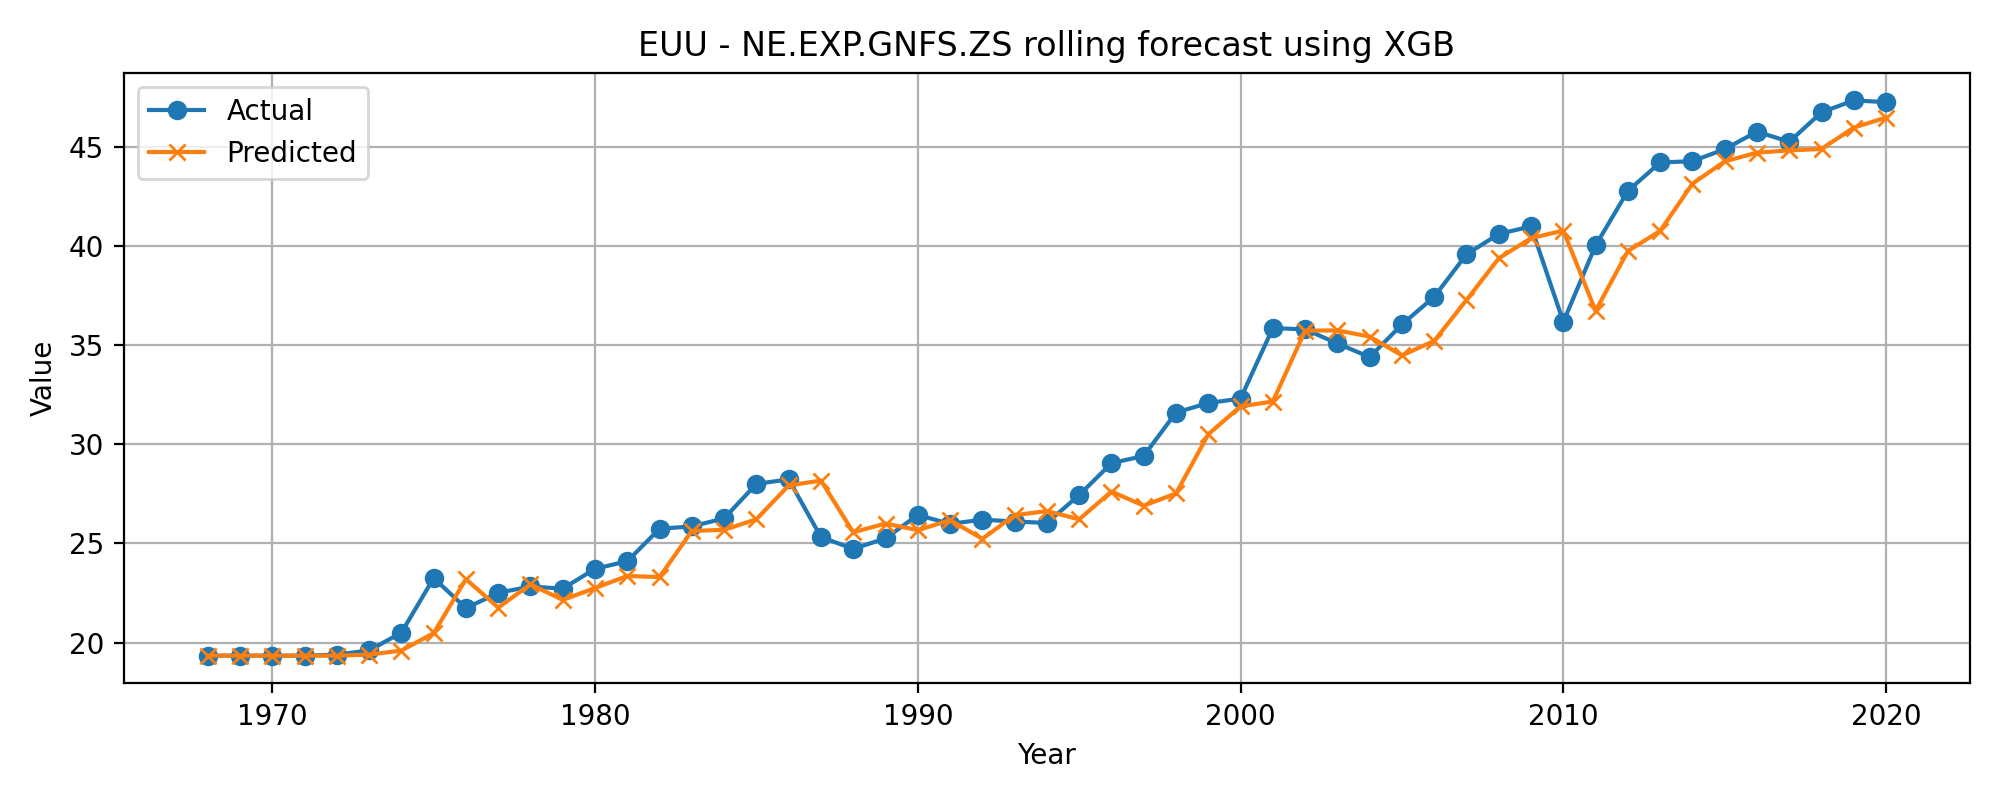 EUU - NE.EXP.GNFS.ZS rolling forecast using XGB
Actual
Predicted
45
40
35
30
25
20
Value
1970
1980
1990
2000
2010
2020
Year